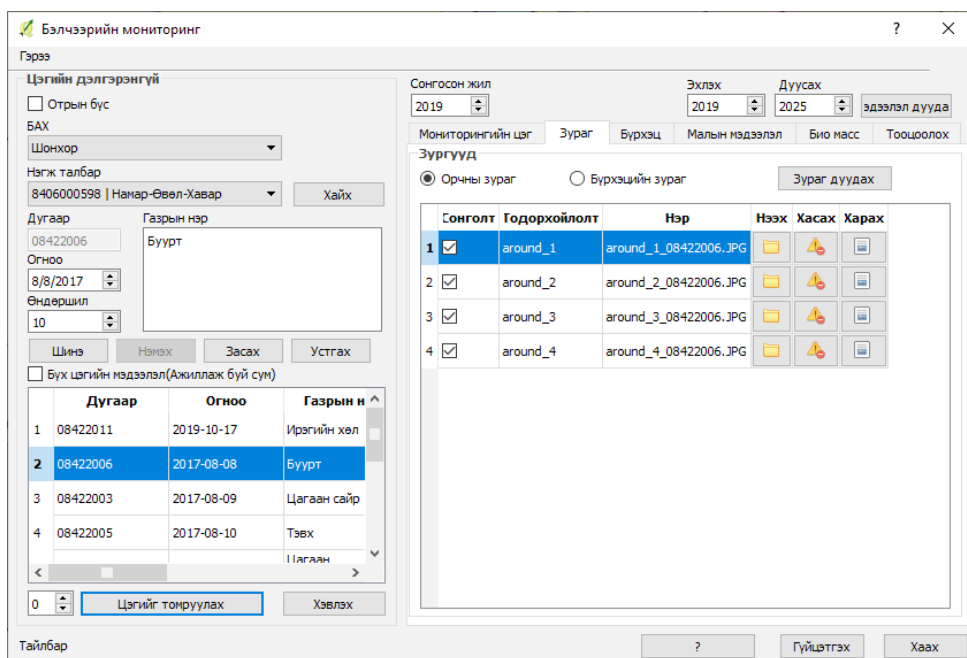 Бэлчээрийн мониторинг
?
Гэрээ
Цэгийн дэлгэрэнгүй
Отрын бүс
БАХ
Шонхор
Нэгж талбар
8406000598 | Намар-Өвөл-Хавар
Хайх
Дугаар
Газрын нэр
08422006
Буурт
Огноо
8/8/2017
Өндөршил
10
Шинэ
Нэмэх
Засах
Устгах
Бүх цэгийн мэдээлэл(Ажиллаж буй сум)
Дугаар Огноо Газрын н
1 08422011 2019-10-17 Ирэгийн хөл
2 08422006 2017-08-08 Буурт
3 08422003 2017-08-09 Цагаан сайр
4 08422005 2017-08-10 Тэвх
Цагаан
0
Цэгийг томруулах
Хэвлэх
Тайлбар
Сонгосон жил
2019
Эхлэх
2019
Дуусах
2025
эдээлэл дууда
Мониторингийн цэг
Зураг
Бүрхэц
Малын мэдээлэл
Био масс
Тооцоолох
Зургууд
Орчны зураг
Бүрхэцийн зураг
Зураг дуудах
Сонголт Годорхойлолт Нэр Нээх Хасах Харах
1 around_1 around_1_08422006.JPG
2 around_2 around_2_08422006.JPG
3 around_3 around_3_08422006.JPG
4 around_4 around_4_08422006.JPG
?
Гүйцэтгэх
Хаах